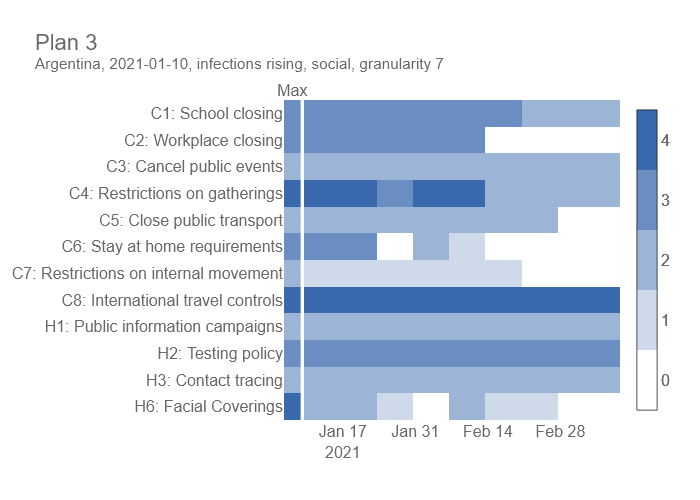 Plan 3
Argentina, 2021-01-10, infections rising, social, granularity 7
Max
C1: School closing
C2: Workplace closing
C3: Cancel public events
C4: Restrictions on gatherings
C5: Close public transport
C6: Stay at home requirements
C7: Restrictions on internal movement
C8: International travel controls
H1: Public information campaigns
H2: Testing policy
H3: Contact tracing
H6: Facial Coverings
4
3
2
1
0
Jan 17 Jan 31 Feb 14 Feb 28
2021